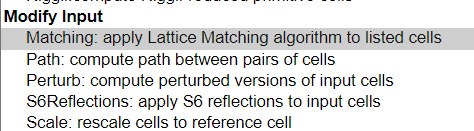 Modify Input
Matching: apply Lattice Matching algorithm to listed cells
Path: compute path between pairs of cells
Perturb: compute perturbed versions of input cells
S6Reflections: apply S6 reflections to input cells
Scale: rescale cells to reference cell